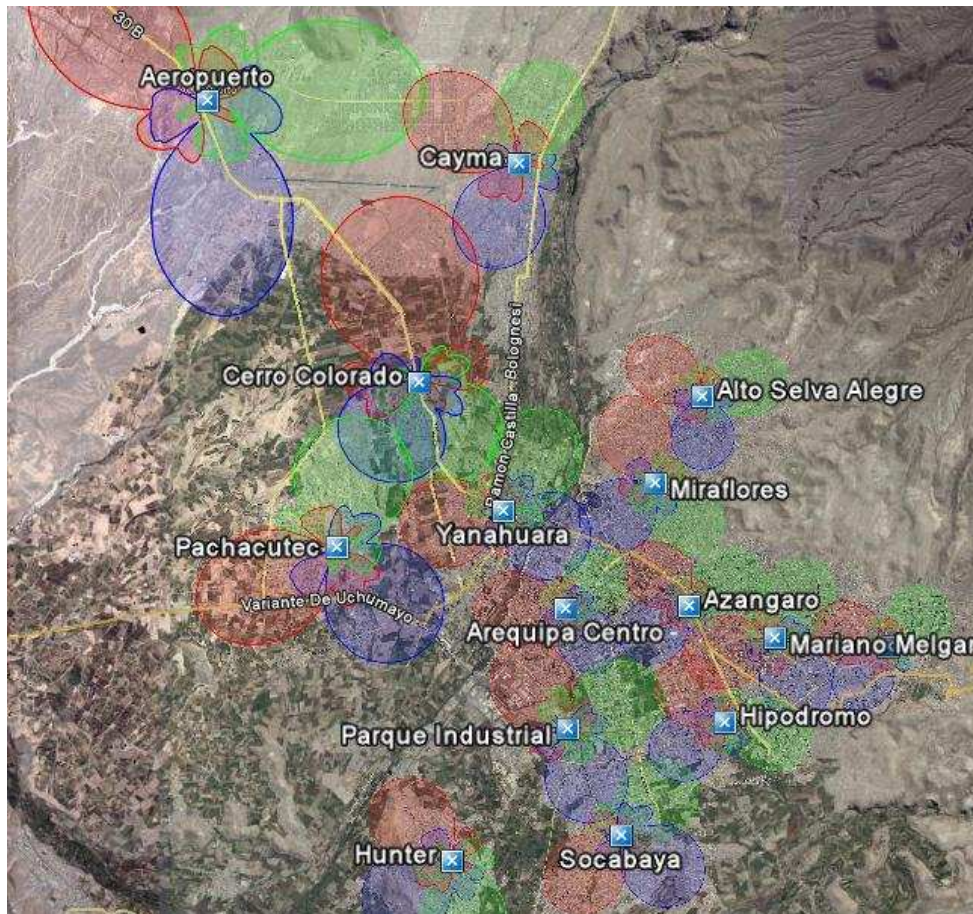 30 B
Aeropuerto
Cayma
Ramon Castilla - Bolognesi
Cerro Colorado
Alto Selva Alegre
Miraflores
Yanahuara
Pachacutec
Variante De Uchumayo
Azangaro
Arequipa Centro
Mariano Melgar
Hipodromo
Parque Industrial
Hunter
Socabaya